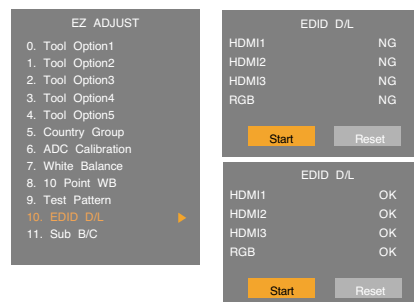 EZ ADJUST
0. Tool Option1
1. Tool Option2
2. Tool Option3
3. Tool Option4
4. Tool Option5
5. Country Group
6. ADC Calibration
7. White Balance
8. 10 Point WB
9. Test Pattern
10. EDID D/L
11. Sub B/C
EDID D/L
HDMI1 NG
HDMI2 NG
HDMI3 NG
RGB NG
Start Reset
EDID D/L
HDMI1 OK
HDMI2 OK
HDMI3 OK
RGB OK
Start Reset